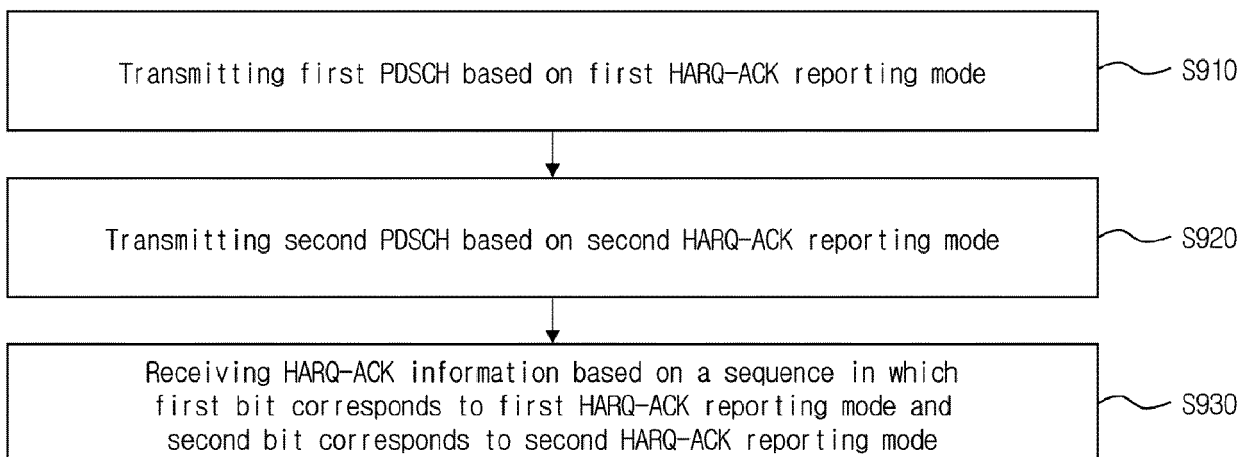 Transmitting first PDSCH based on first HARQ-ACK reporting mode
S910
Transmitting second PDSCH based on second HARQ-ACK reporting mode
S920
Receiving HARQ-ACK information based on a sequence in which
first bit corresponds to first HARQ-ACK reporting mode and
second bit corresponds to second HARQ-ACK reporting mode
S930